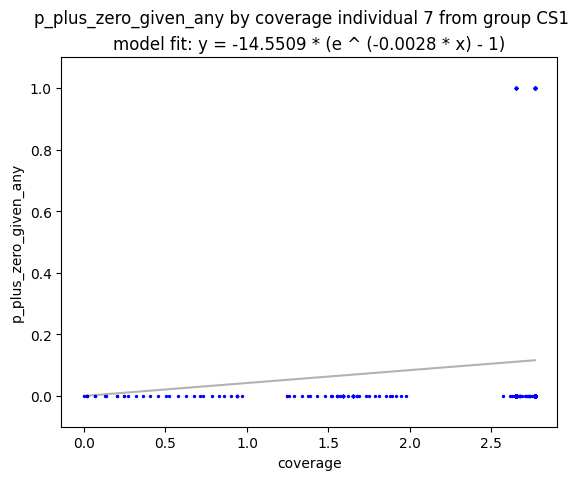 p_plus_zero_given_any by coverage individual 7 from group CS1
model fit: y = -14.5509 * (e ^ (-0.0028 * x) - 1)
1.0
0.8
0.6
0.4
0.2
0.0
p_plus_zero_given_any
0.0 0.5 1.0 1.5 2.0 2.5
coverage